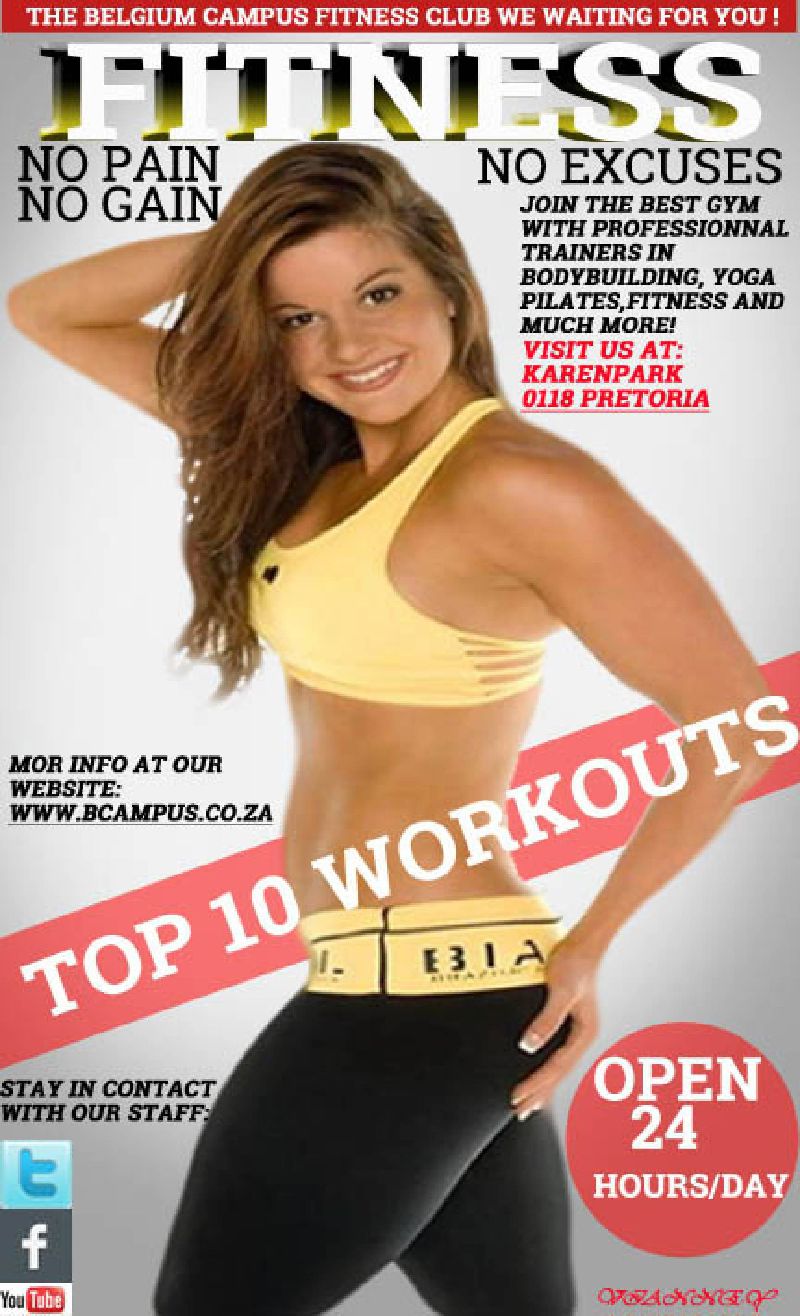 THE BELGIUM CAMPUS FITNESS CLUB WE WAITING FOR YOU !
FITNESS
NO PAIN
NO GAIN
NO EXCUSES
JOIN THE BEST GYM
WITH PROFESSIONNAL
TRAINERS IN
BODYBUILDING, YOGA
PILATES,FITNESS AND
MUCH MORE!
VISIT US AT:
KARENPARK
0118 PRETORIA
MOR INFO AT OUR
WEBSITE:
WWW.BCAMPUS.CO.ZA
TOP 10 WORKOUTS
BIA
STAY IN CONTACT
WITH OUR STAFF:
t
f
You Tube
OPEN
24
HOURS/DAY
VIANNEY